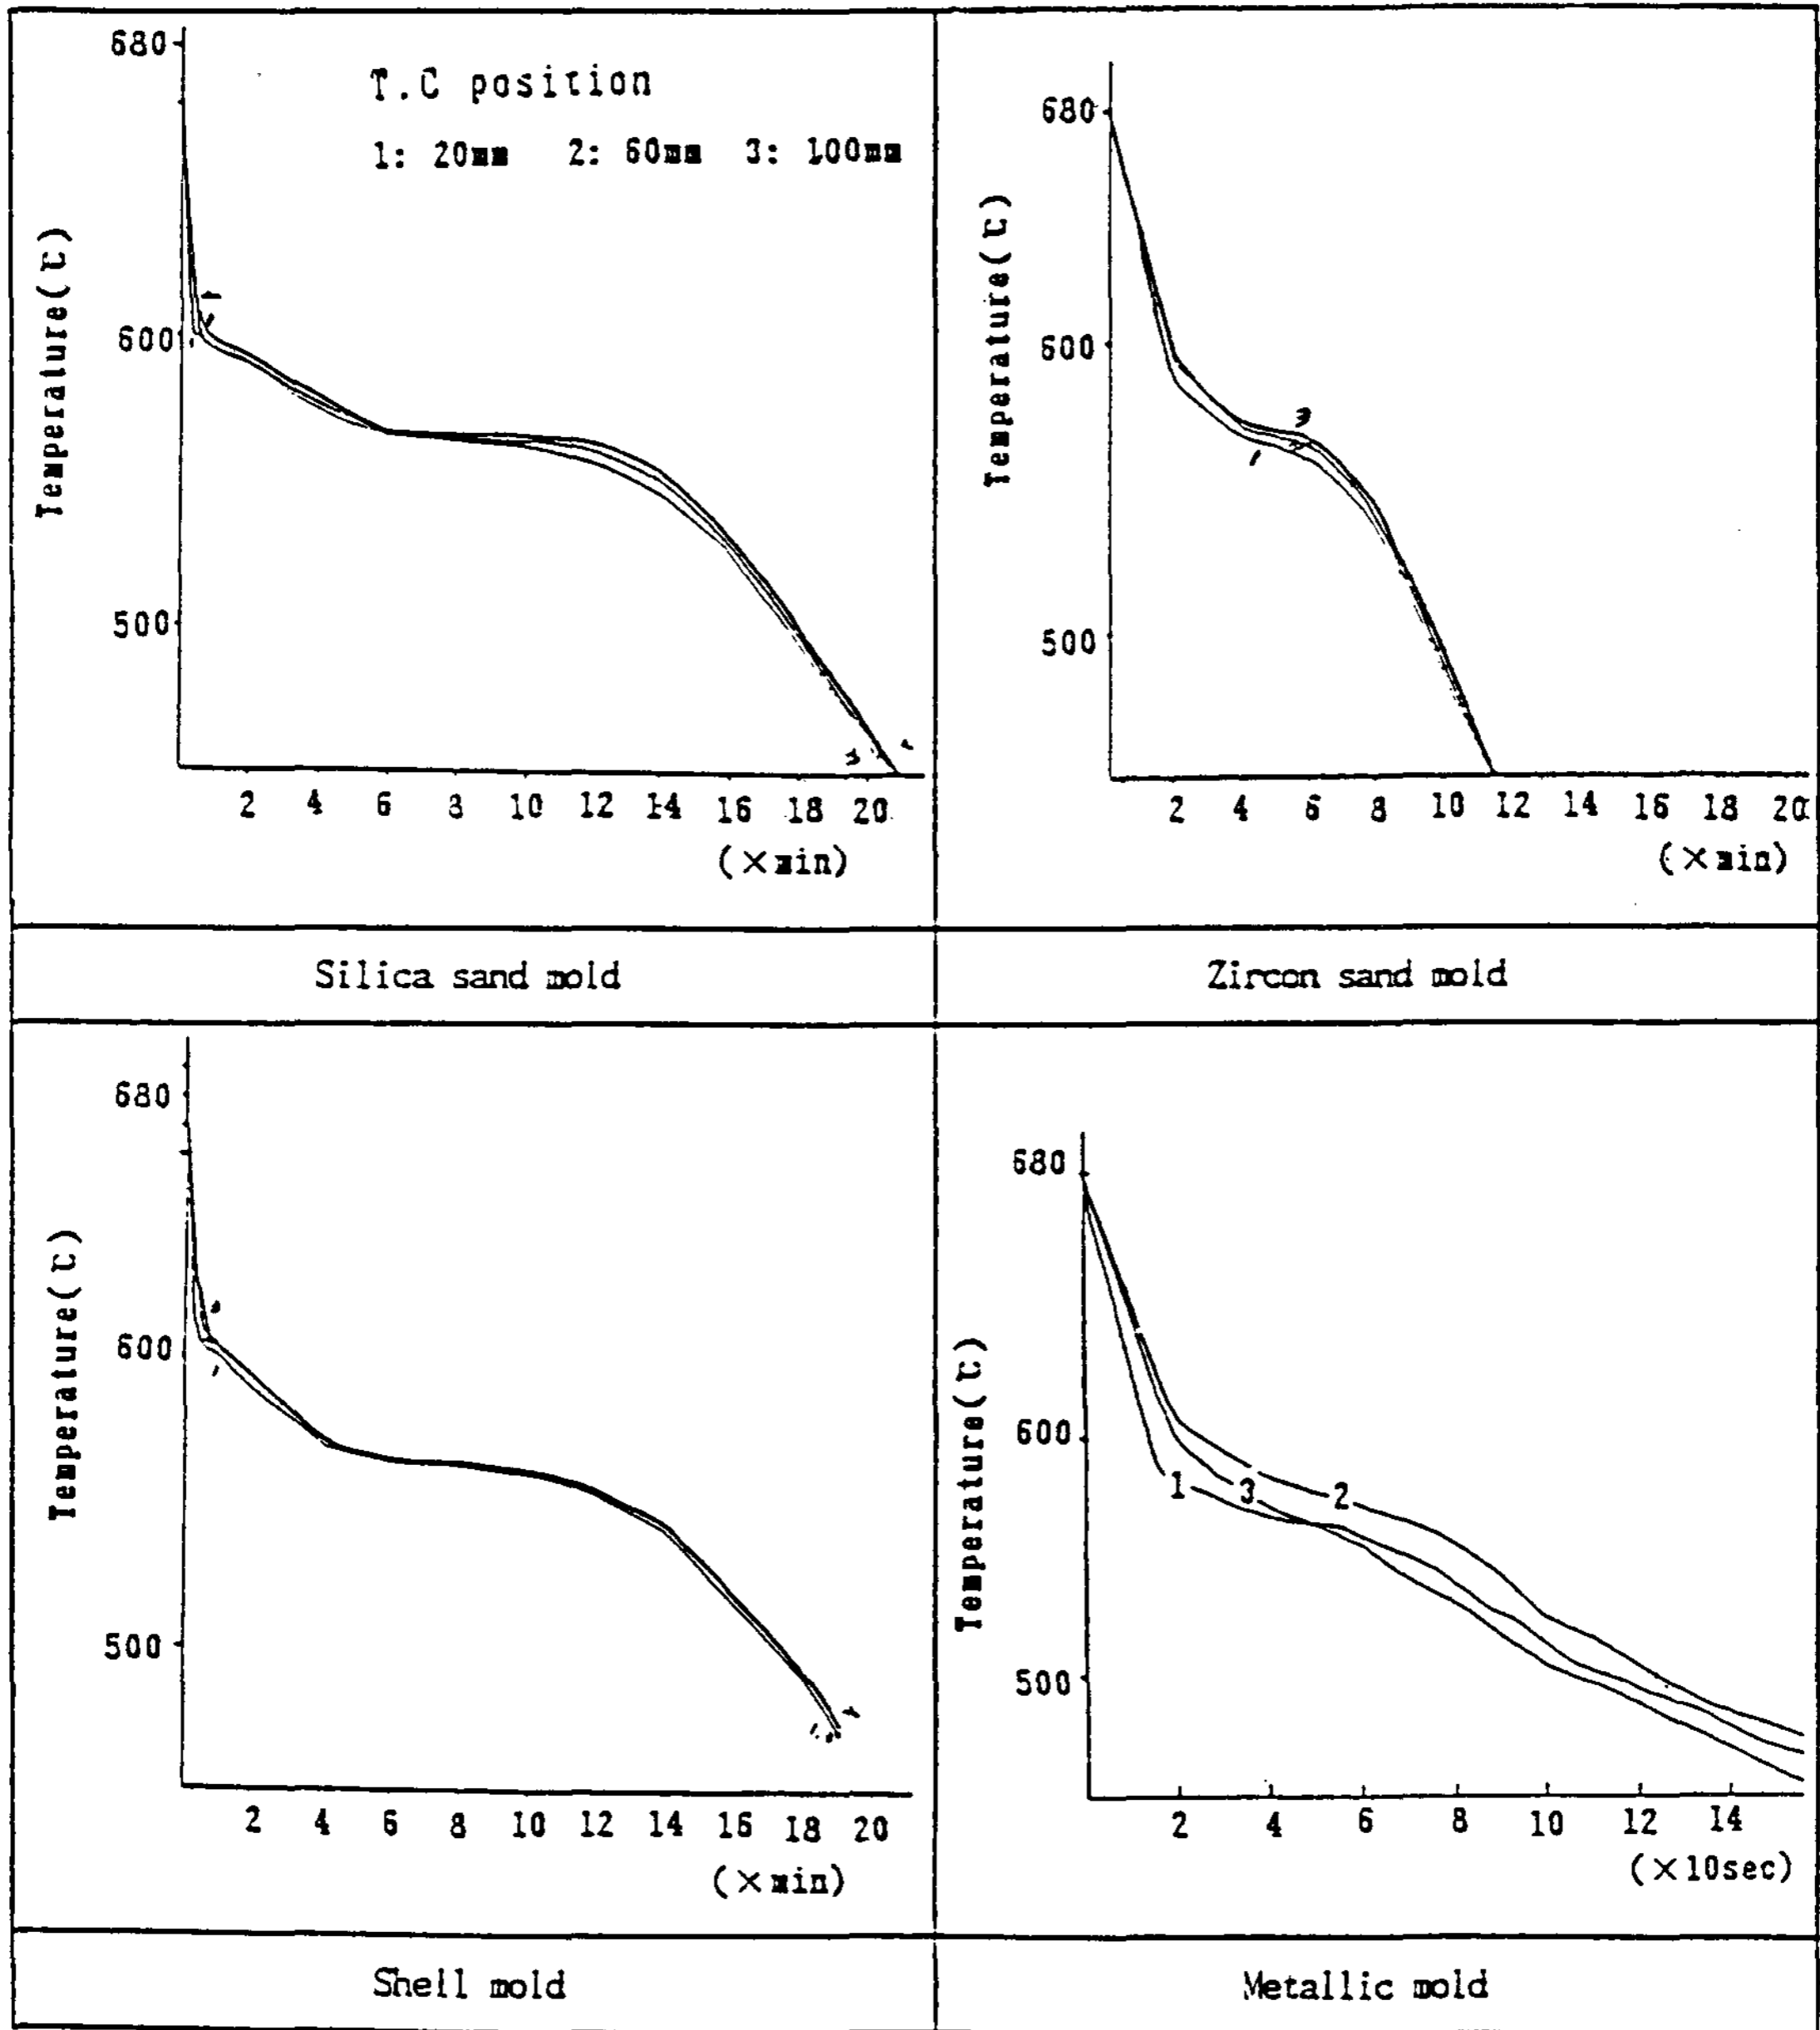 T.C position
1: 20mm 2: 60mm 3: 100mm
Temperature(℃)
680
600
500
2 4 6 8 10 12 14 16 18 20
(×min)
Silica sand mold
Temperature(℃)
680
600
500
3
1
2 4 6 8 10 12 14 16 18 20
(×min)
Zircon sand mold
Temperature(℃)
680
600
500
2 4 6 8 10 12 14 16 18 20
(×min)
Shell mold
Temperature(℃)
680
600
500
1 3 2
2 4 6 8 10 12 14
(×10sec)
Metallic mold